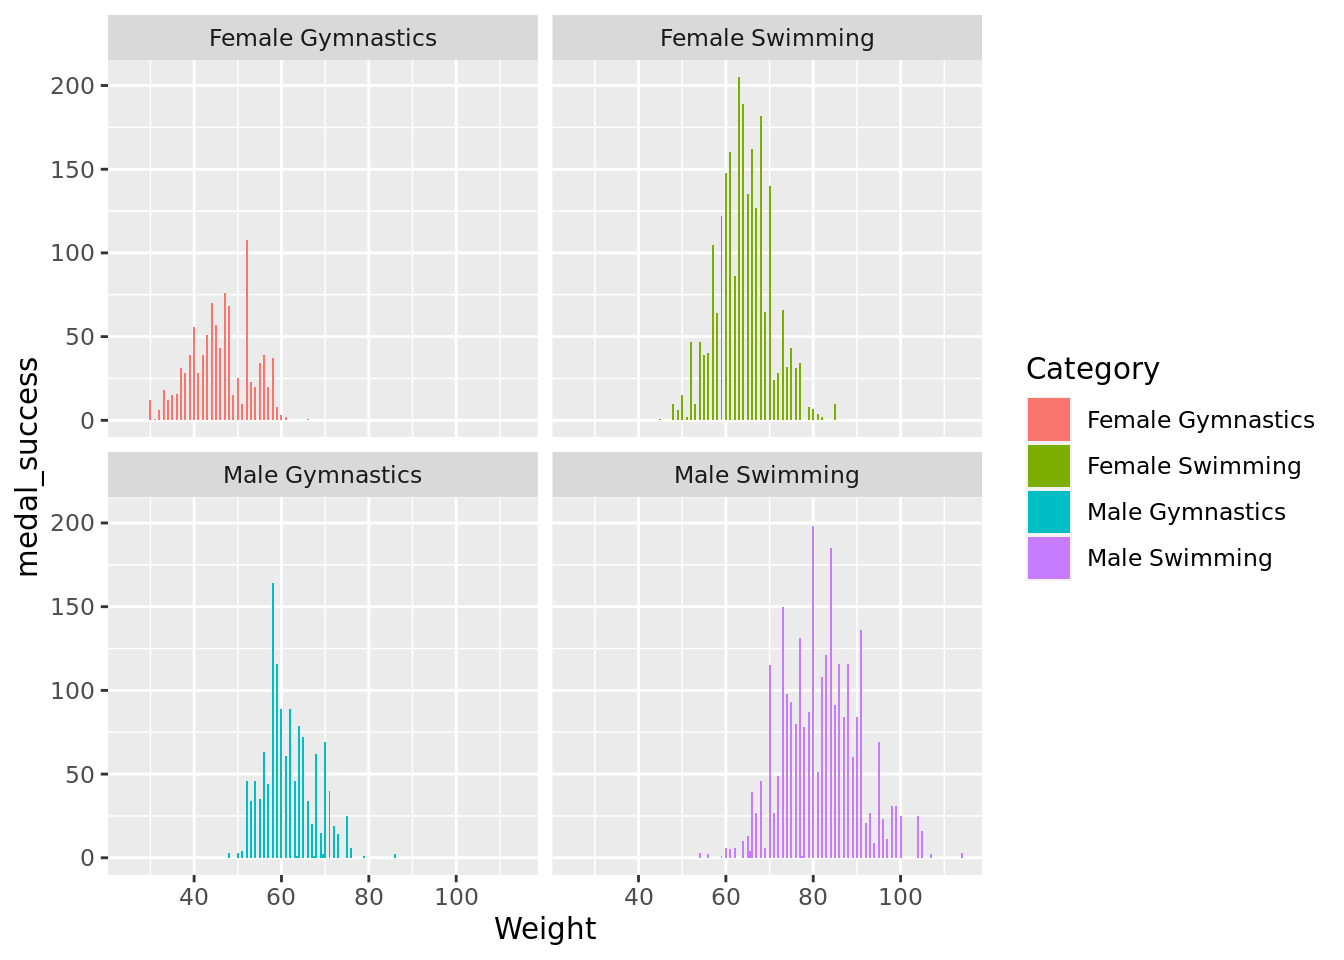 Female Gymnastics
Female Swimming
200
150
100
50
0
Male Gymnastics
Male Swimming
200
150
100
50
0
40 60 80 100
40 60 80 100
Weight
medal_success
Category
Female Gymnastics
Female Swimming
Male Gymnastics
Male Swimming